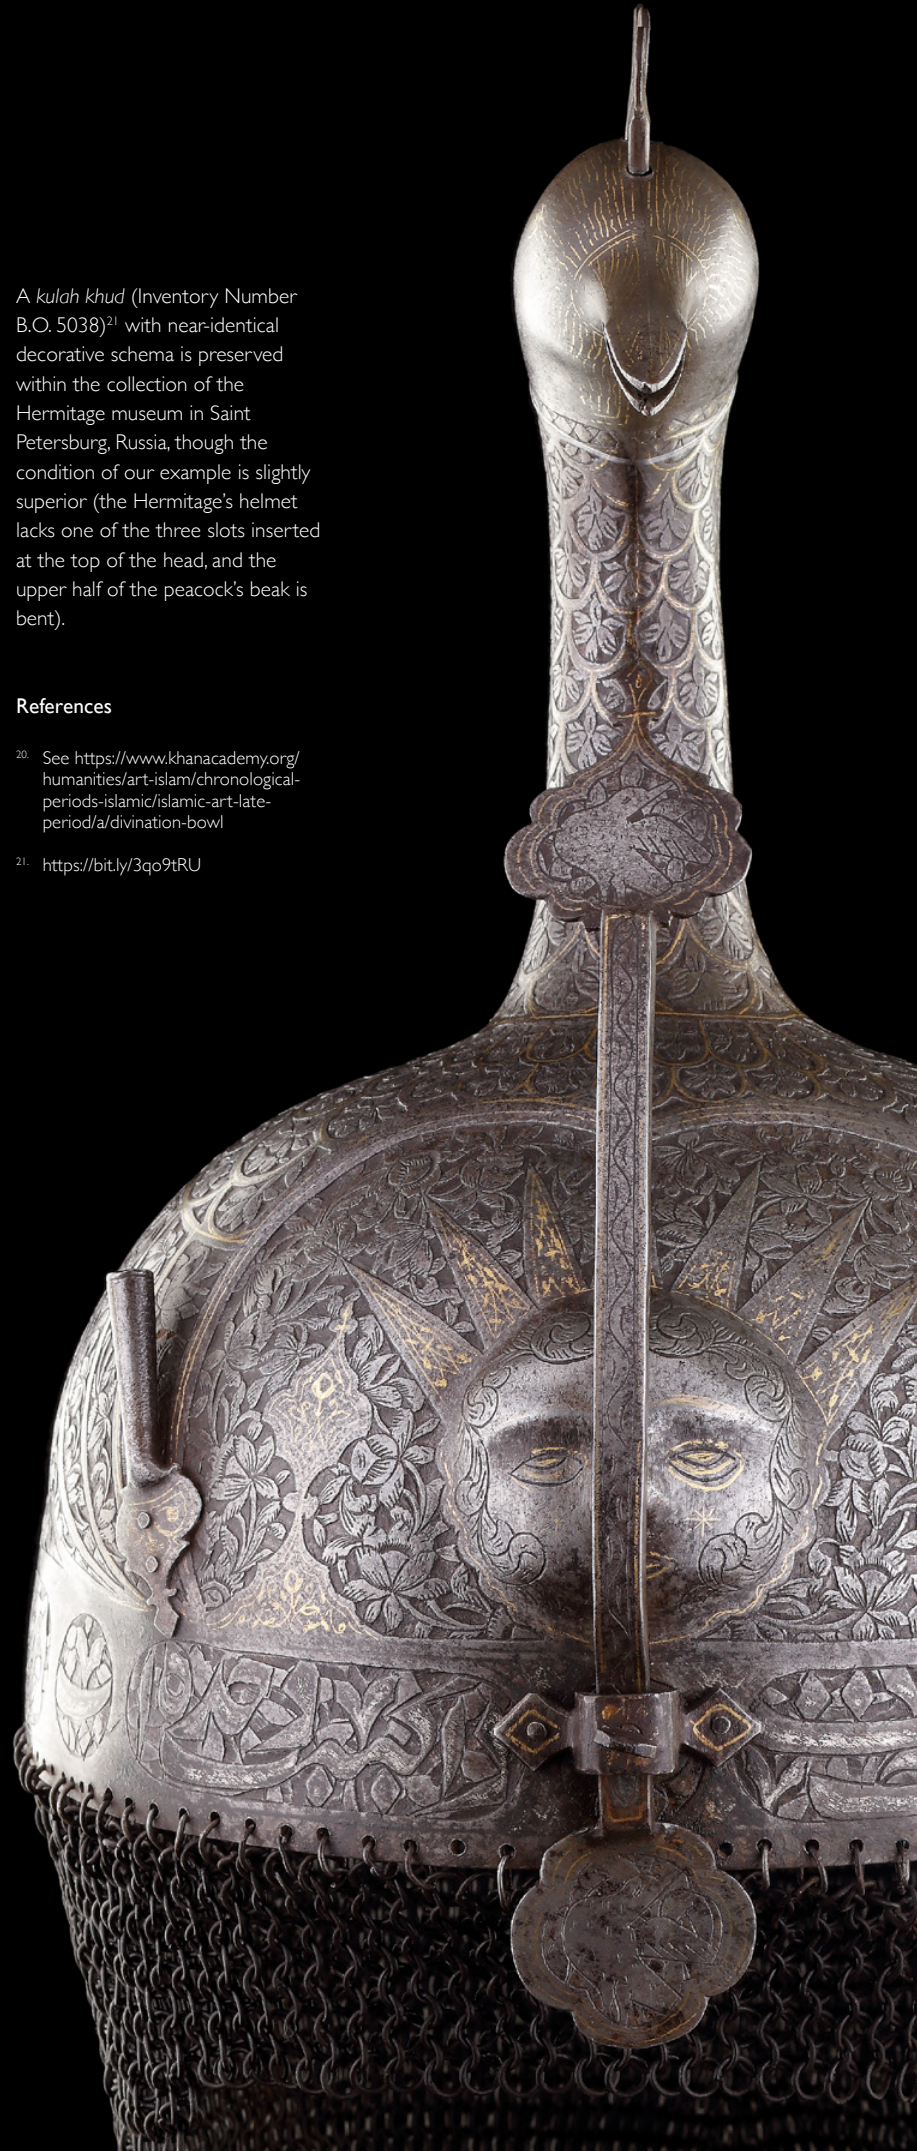 A kulah khud (Inventory Number
B.O. 5038)21 with near-identical
decorative schema is preserved
within the collection of the
Hermitage museum in Saint
Petersburg, Russia, though the
condition of our example is slightly
superior (the Hermitage's helmet
lacks one of the three slots inserted
at the top of the head, and the
upper half of the peacock's beak is
bent).
References
20. See https://www.khanacademy.org/
humanities/art-islam/chronological-
periods-islamic/islamic-art-late-
period/a/divination-bowl
21. https://bit.ly/3qo9tRU